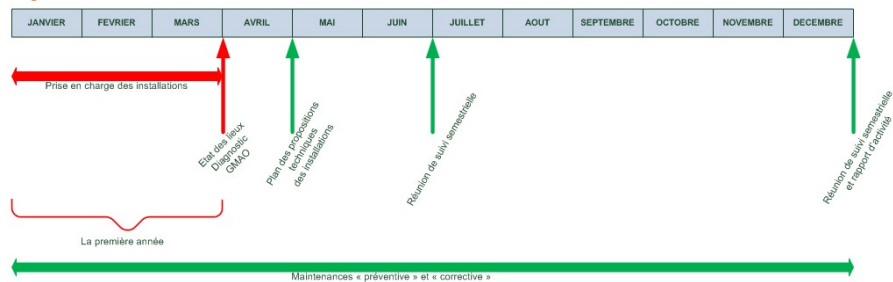 JANVIER FEVRIER MARS AVRIL MAI JUIN JUILLET AOUT SEPTEMBRE OCTOBRE NOVEMBRE DECEMBRE
Prise en charge des installations
Etat des lieux
Diagnostic
GMAO
Plan des propositions
techniques
des installations
Réunion de suivi semestrielle
Réunion de suivi semestrielle
et rapport d'activité
La première année
Maintenances « préventive » et « corrective »